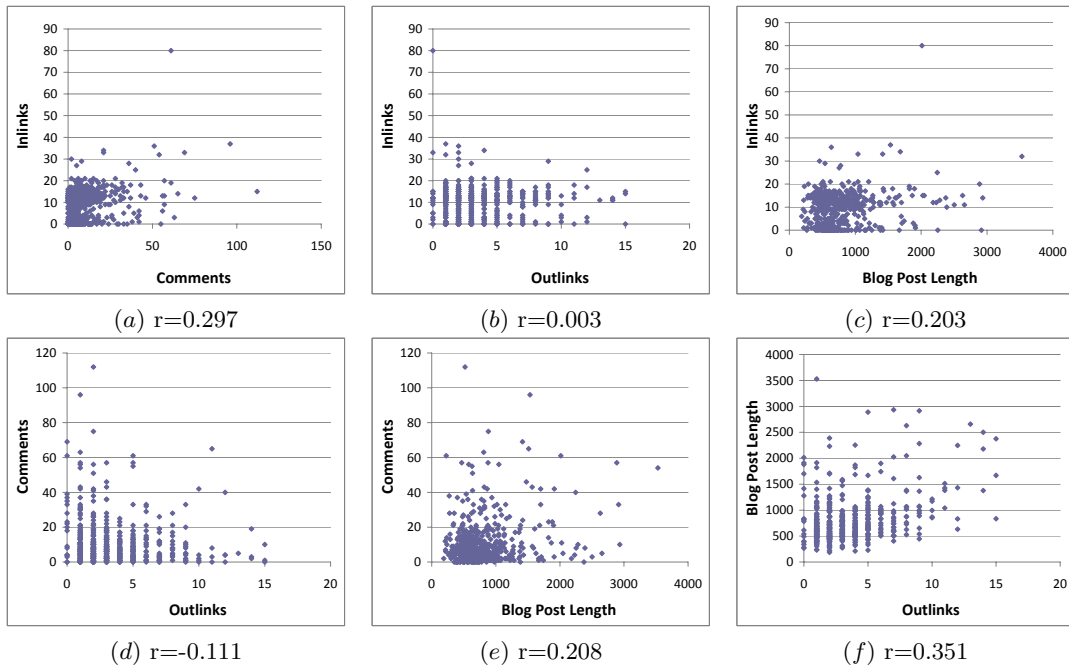 Inlinks
90
80
70
60
50
40
30
20
10
0
0 50 100 150
Comments
(a) r=0.297
Inlinks
90
80
70
60
50
40
30
20
10
0
0 5 10 15 20
Outlinks
(b) r=0.003
Inlinks
90
80
70
60
50
40
30
20
10
0
0 1000 2000 3000 4000
Blog Post Length
(c) r=0.203
Comments
120
100
80
60
40
20
0
0 5 10 15 20
Outlinks
(d) r=-0.111
Comments
120
100
80
60
40
20
0
0 1000 2000 3000 4000
Blog Post Length
(e) r=0.208
Blog Post Length
4000
3500
3000
2500
2000
1500
1000
500
0
0 5 10 15 20
Outlinks
(f) r=0.351